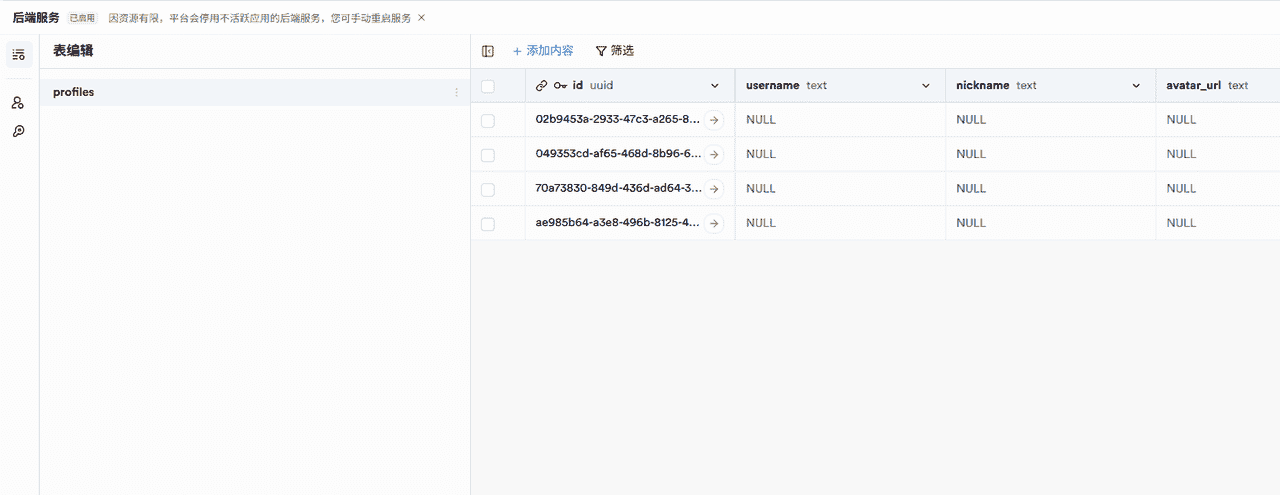 后端服务 已启用 因资源有限，平台会停用不活跃应用的后端服务，您可手动重启服务 ×
表编辑
+ 添加内容 筛选
profiles
id uuid username text nickname text avatar_url text
02b9453a-2933-47c3-a265-8... NULL NULL NULL
049353cd-af65-468d-8b96-6... NULL NULL NULL
70a73830-849d-436d-ad64-3... NULL NULL NULL
ae985b64-a3e8-496b-8125-4... NULL NULL NULL